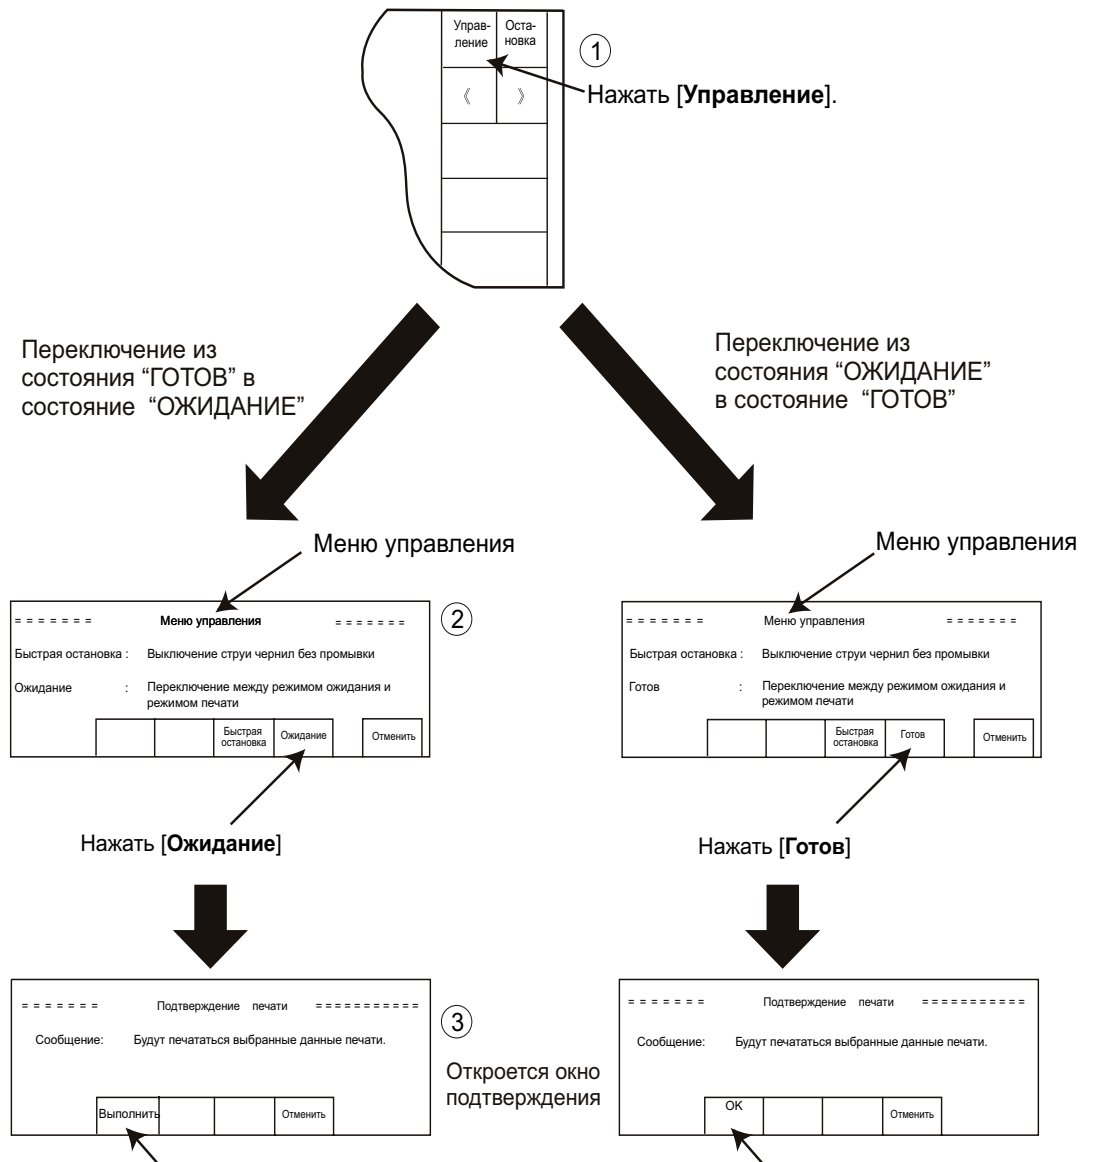 Управ-
ление
Оста-
новка
①
《
》
Нажать [Управление].
Переключение из
состояния “ГОТОВ” в
состояние “ОЖИДАНИЕ”
Переключение из
состояния “ОЖИДАНИЕ”
в состояние “ГОТОВ”
Меню управления
②
= = = = = = = Меню управления = = = = = = =
Быстрая остановка : Выключение струи чернил без промывки
Ожидание : Переключение между режимом ожидания и
режимом печати
Быстрая
остановка
Ожидание
Отменить
Нажать [Ожидание]
Меню управления
= = = = = = = Меню управления = = = = = = =
Быстрая остановка : Выключение струи чернил без промывки
Готов : Переключение между режимом ожидания и
режимом печати
Быстрая
остановка
Готов
Отменить
Нажать [Готов]
= = = = = = = Подтверждение печати = = = = = = = = = = =
Сообщение: Будут печататься выбранные данные печати.
Выполнить
Отменить
③
Откроется окно
подтверждения
= = = = = = = Подтверждение печати = = = = = = = = = = =
Сообщение: Будут печататься выбранные данные печати.
OK
Отменить